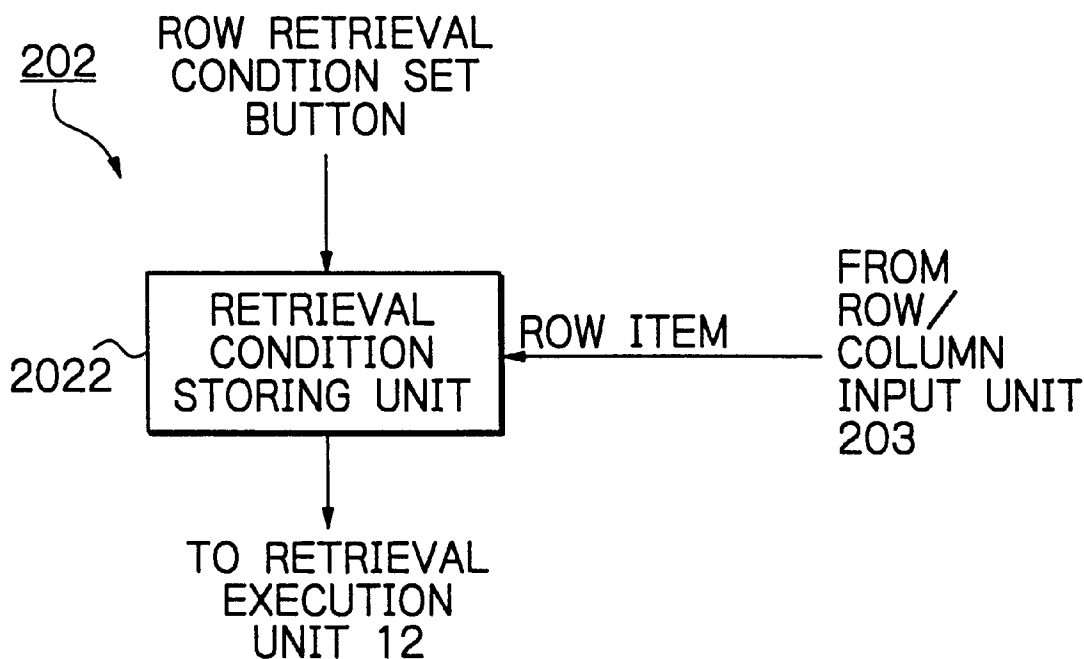 202
ROW RETRIEVAL
CONDTION SET
BUTTON
2022
RETRIEVAL
CONDITION
STORING UNIT
ROW ITEM
FROM
ROW/
COLUMN
INPUT UNIT
203
TO RETRIEVAL
EXECUTION
UNIT 12